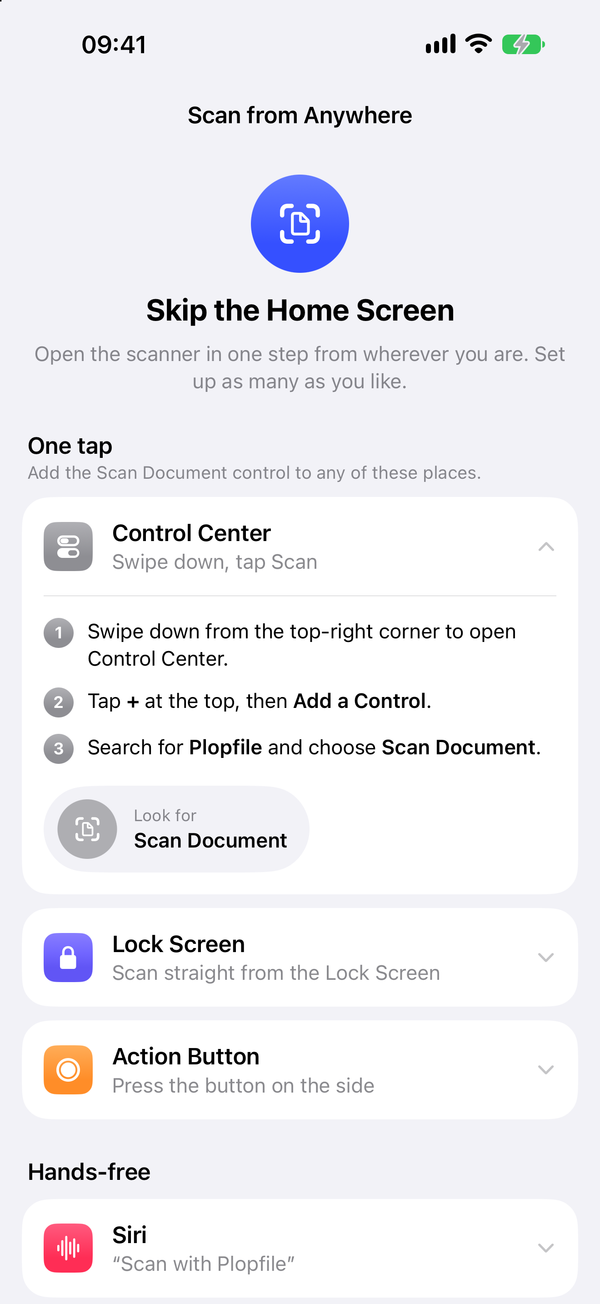 09:41
Scan from Anywhere
Skip the Home Screen
Open the scanner in one step from wherever you are. Set
up as many as you like.
One tap
Add the Scan Document control to any of these places.
Control Center
Swipe down, tap Scan
1 Swipe down from the top-right corner to open
Control Center.
2 Tap + at the top, then Add a Control.
3 Search for Plopfile and choose Scan Document.
Look for
Scan Document
Lock Screen
Scan straight from the Lock Screen
Action Button
Press the button on the side
Hands-free
Siri
“Scan with Plopfile”